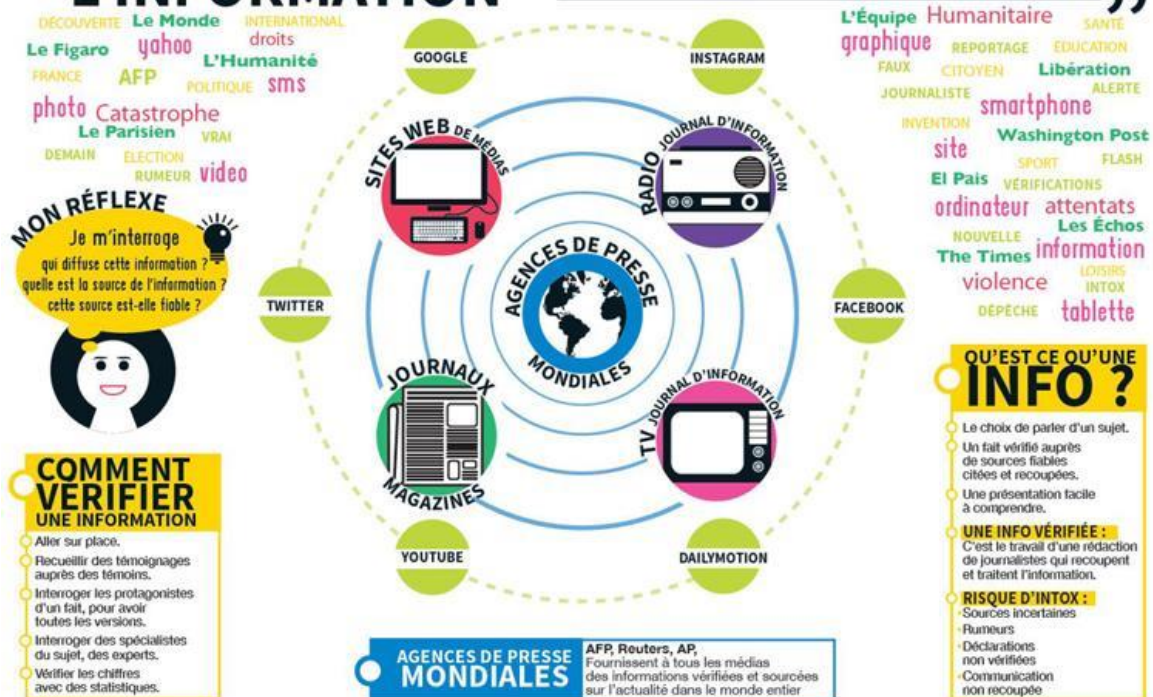 L'INFORMATION
”
DÉCOUVERTE Le Monde INTERNATIONAL
Le Figaro yahoo droits
L'Humanité
FRANCE AFP POLITIQUE sms
photo Catastrophe
Le Parisien VRAI
DEMAIN ELECTION
RUMEUR video
MON RÉFLEXE
Je m'interroge
qui diffuse cette information ?
quelle est la source de l'information ?
cette source est-elle fiable ?
COMMENT
VÉRIFIER
UNE INFORMATION
Aller sur place.
Recueillir des témoignages
auprès des témoins.
Interroger les protagonistes
d'un fait, pour avoir
toutes les versions.
Interroger des spécialistes
du sujet, des experts.
Vérifier les chiffres
avec des statistiques.
GOOGLE
INSTAGRAM
SITES WEB DE MÉDIAS
RADIO JOURNAL D'INFORMATION
AGENCES DE PRESSE
MONDIALES
TWITTER
FACEBOOK
JOURNAUX
MAGAZINES
TV JOURNAL D'INFORMATION
YOUTUBE
DAILYMOTION
AGENCES DE PRESSE
MONDIALES
AFP, Reuters, AP,
Fournissent à tous les médias
des informations vérifiées et sourcées
sur l'actualité dans le monde entier
L'Équipe Humanitaire SANTÉ
graphique REPORTAGE EDUCATION
FAUX CITOYEN Libération
JOURNALISTE smartphone ALERTE
INVENTION Washington Post
site SPORT FLASH
El Pais VÉRIFICATIONS
ordinateur attentats
NOUVELLE Les Échos
The Times information
violence LOISIRS
INTOX
DÉPÊCHE tablette
QU'EST CE QU'UNE
INFO ?
Le choix de parler d'un sujet.
Un fait vérifié auprès
de sources fiables
citées et recoupées.
Une présentation facile
à comprendre.
UNE INFO VÉRIFIÉE :
C'est le travail d'une rédaction
de journalistes qui recoupent
et traitent l'information.
RISQUE D'INTOX :
Sources incertaines
Rumeurs
Déclarations
non vérifiées
Communication
non recoupée